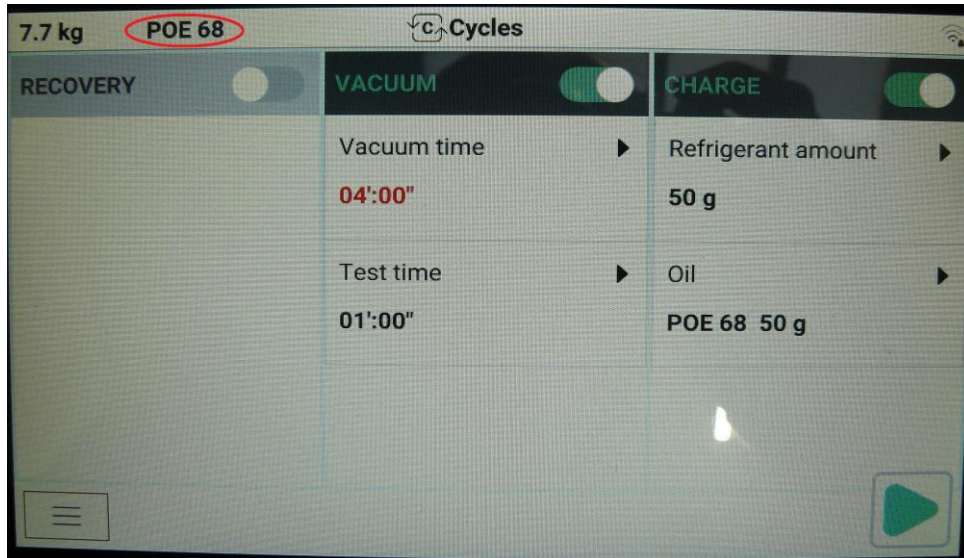 7.7 kg POE 68 C Cycles
RECOVERY VACUUM CHARGE
Vacuum time Refrigerant amount
04':00" 50 g
Test time Oil
01':00" POE 68 50 g